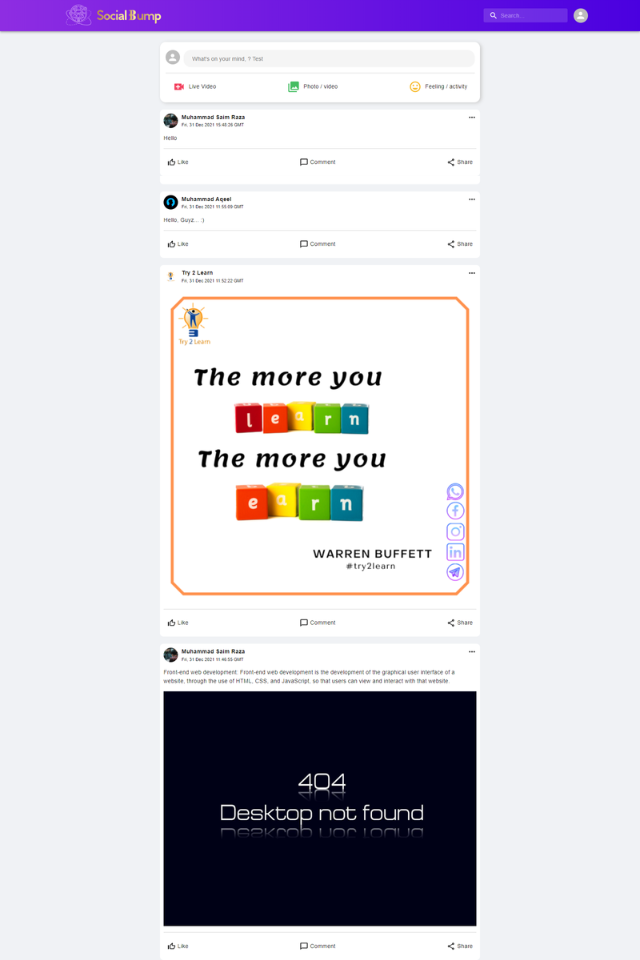 Social Bump
Search...
What's on your mind, ? Test
Live Video
Photo / video
Feeling / activity
Muhammad Saim Raza
Fri, 31 Dec 2021 15:40:26 GMT
Hello
Like
Comment
Share
Muhammad Aqeel
Fri, 31 Dec 2021 11:55:09 GMT
Hello, Guyz... :)
Like
Comment
Share
Try 2 Learn
Fri, 31 Dec 2021 11:52:22 GMT
Try 2 Learn
The more you
learn
The more you
earn
WARREN BUFFETT
#try2learn
Like
Comment
Share
Muhammad Saim Raza
Fri, 31 Dec 2021 11:46:59 GMT
Front-end web development. Front-end web development is the development of the graphical user interface of a
website, through the use of HTML, CSS, and JavaScript, so that users can view and interact with that website.
404
Desktop not found
Like
Comment
Share